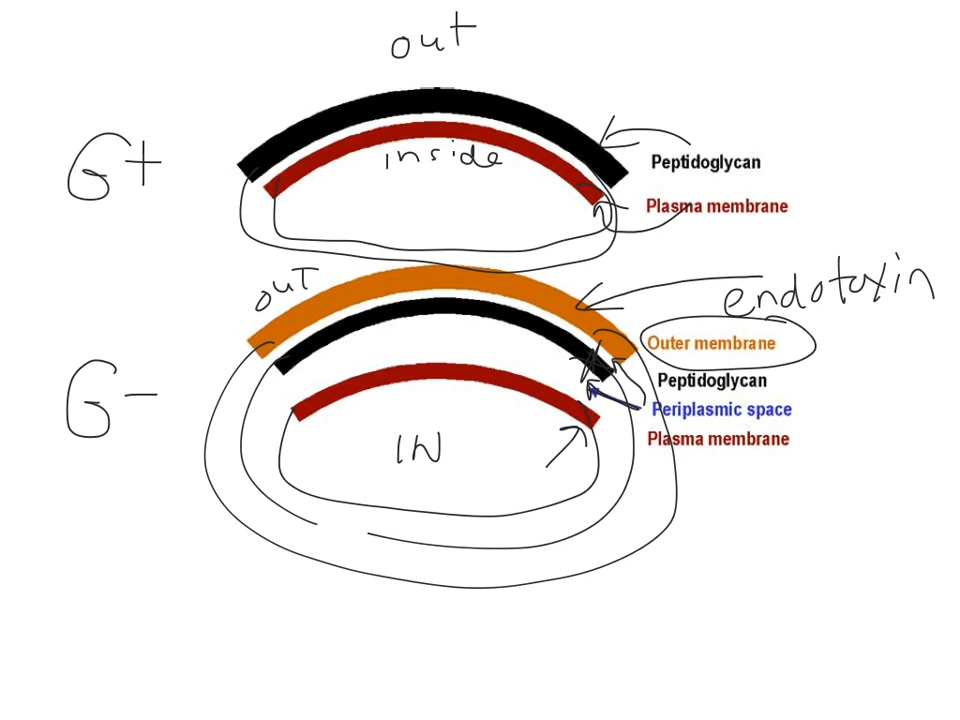 out
G+
inside
Peptidoglycan
Plasma membrane
out
endotoxin
Outer membrane
G-
Peptidoglycan
Periplasmic space
Plasma membrane
IN